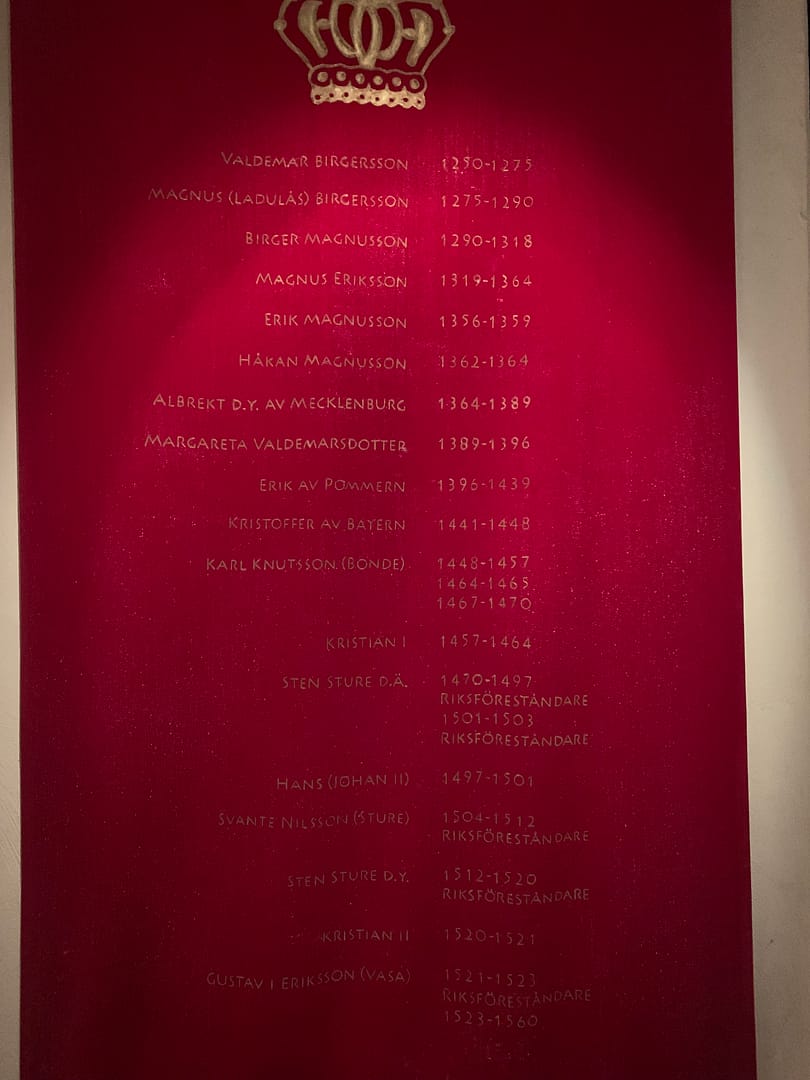 VALDEMAR BIRGERSSON 1250-1275
MAGNUS (LADULÅS) BIRGERSSON 1275-1290
BIRGER MAGNUSSON 1290-1318
MAGNUS ERIKSSON 1319-1364
ERIK MAGNUSSON 1356-1359
HÅKAN MAGNUSSON 1362-1364
ALBREKT D.Y. AV MECKLENBURG 1364-1389
MARGARETA VALDEMARSDOTTER 1389-1396
ERIK AV POMMERN 1396-1439
KRISTOFFER AV BAYERN 1441-1448
KARL KNUTSSON (BONDE) 1448-1457
1464-1465
1467-1470
KRISTIAN I 1457-1464
STEN STURE D.Ä. 1470-1497
RIKSFÖRESTÅNDARE
1501-1503
RIKSFÖRESTÅNDARE
HANS (JOHAN II) 1497-1501
SVANTE NILSSON (STURE) 1504-1512
RIKSFÖRESTÅNDARE
STEN STURE D.Y. 1512-1520
RIKSFÖRESTÅNDARE
KRISTIAN II 1520-1521
GUSTAV I ERIKSSON (VASA) 1521-1523
RIKSFÖRESTÅNDARE
1523-1560